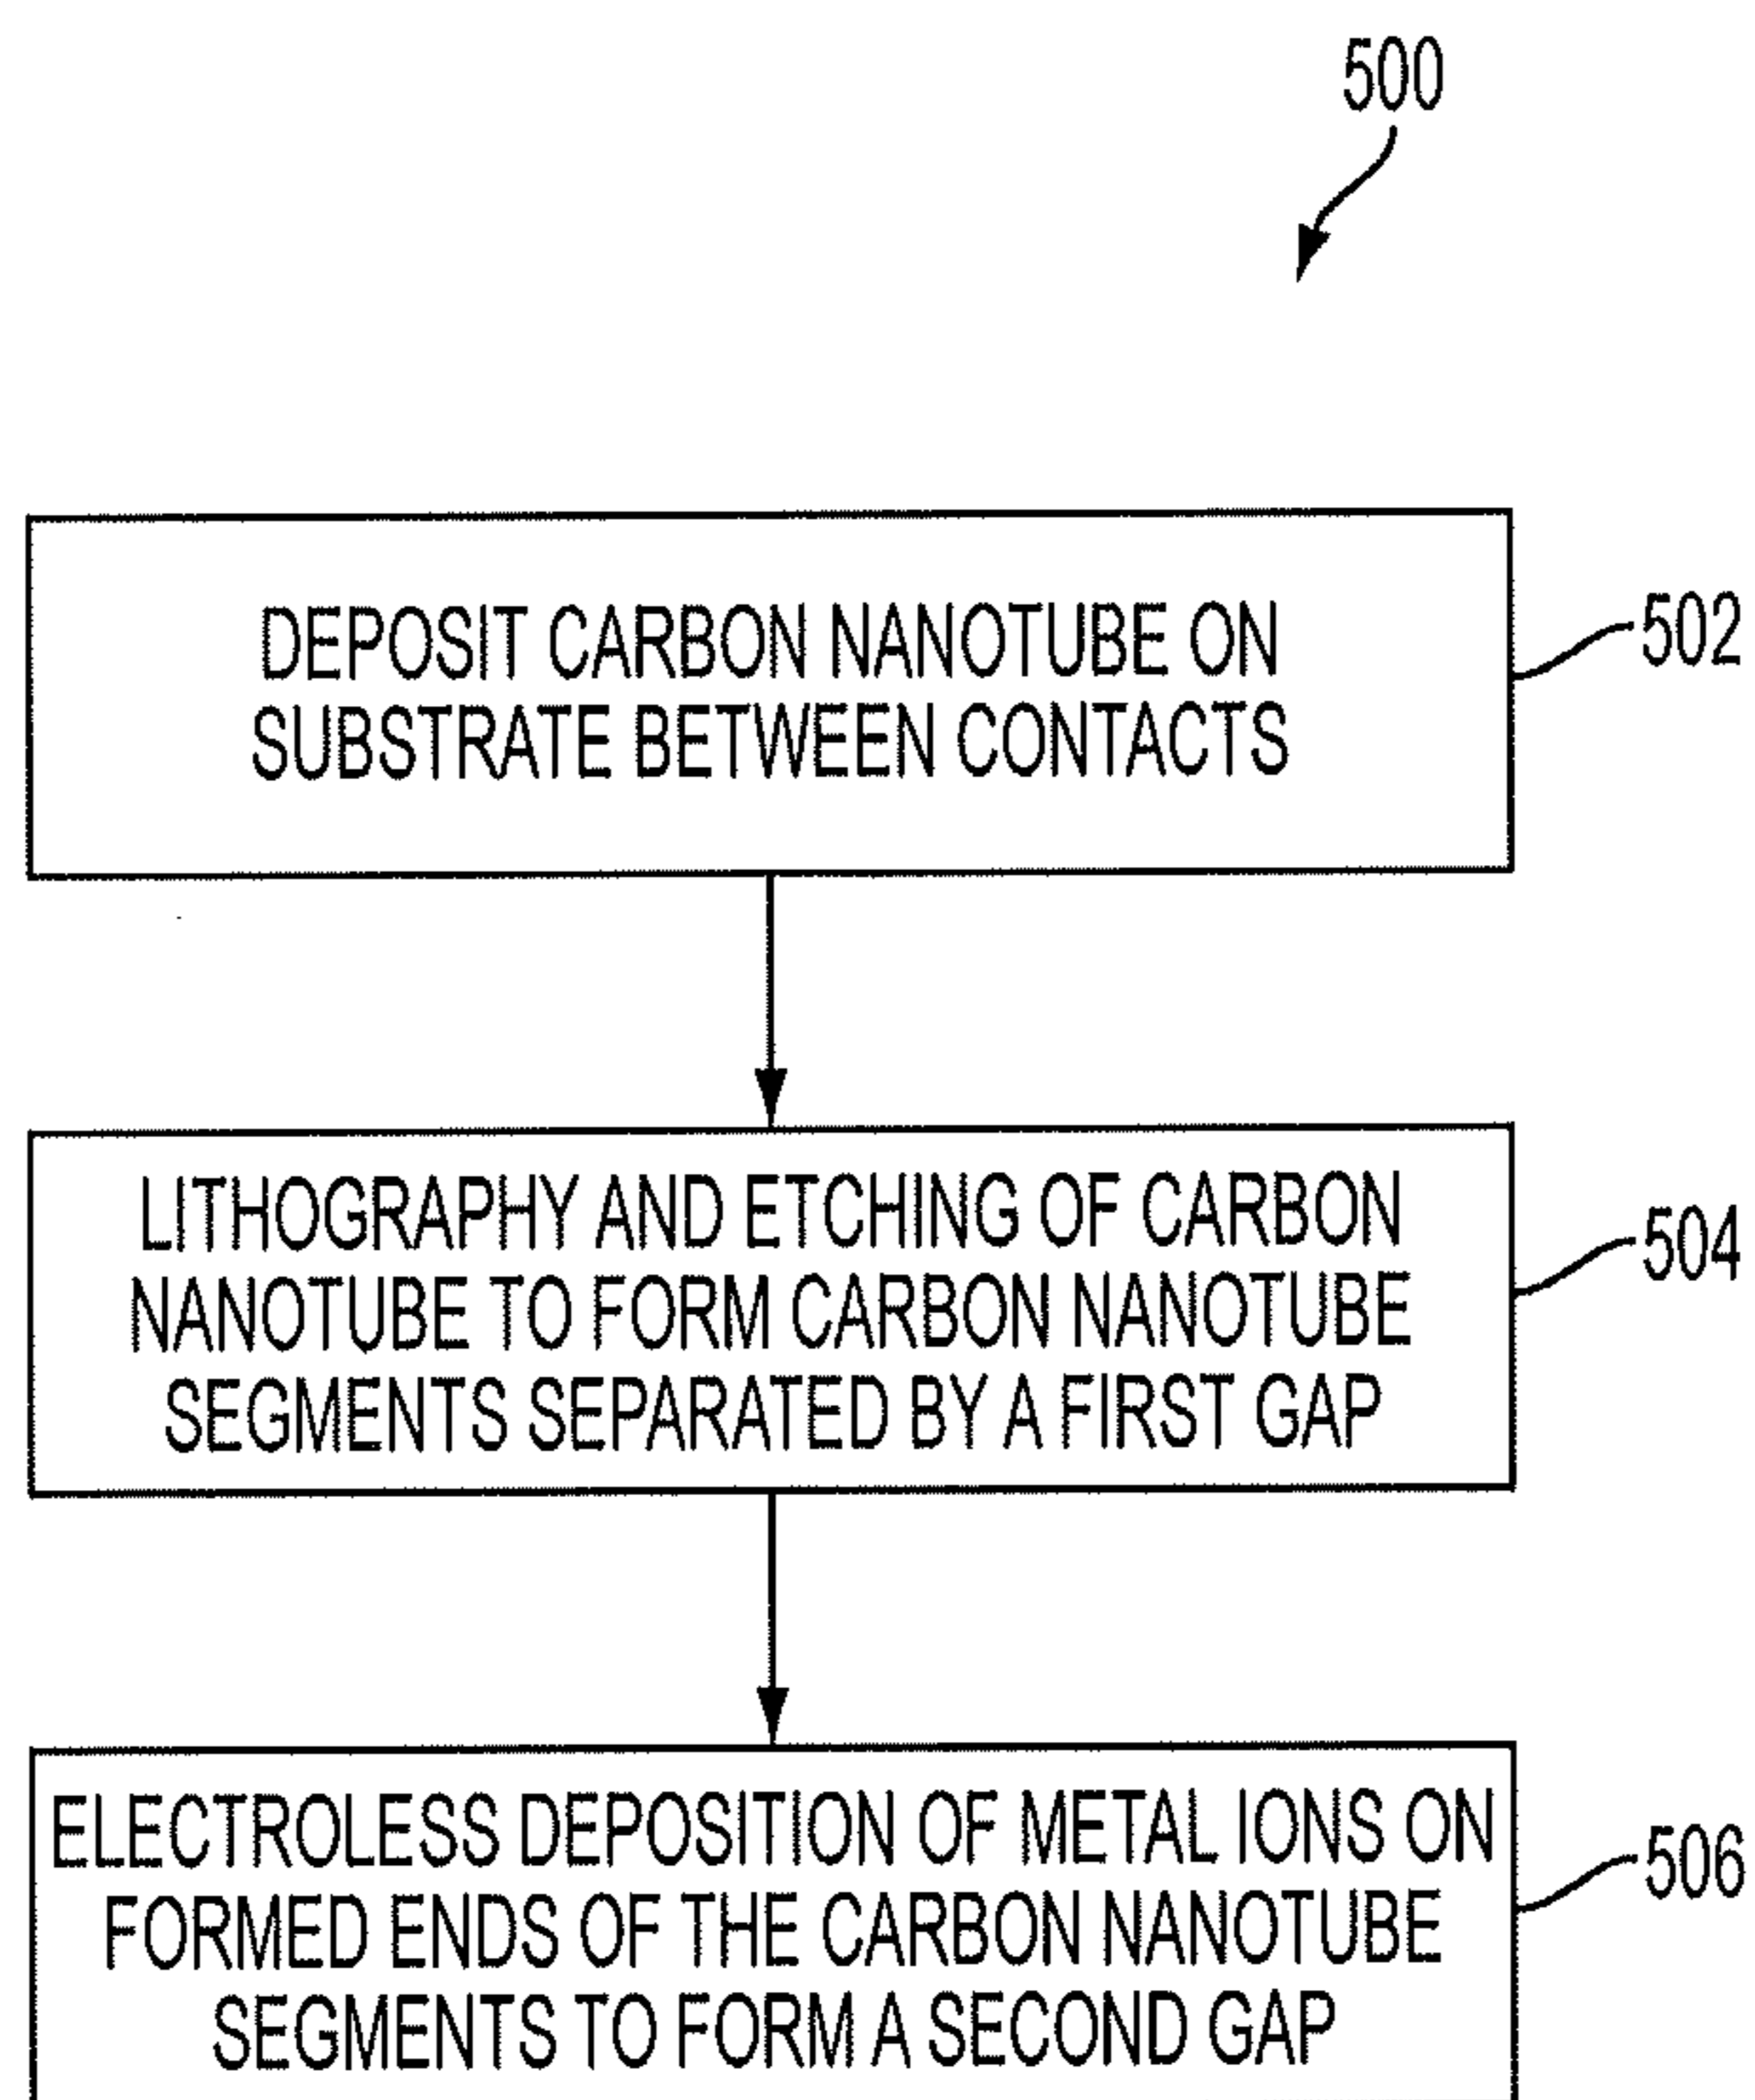 500
DEPOSIT CARBON NANOTUBE ON
SUBSTRATE BETWEEN CONTACTS
502
LITHOGRAPHY AND ETCHING OF CARBON
NANOTUBE TO FORM CARBON NANOTUBE
SEGMENTS SEPARATED BY A FIRST GAP
504
ELECTROLESS DEPOSITION OF METAL IONS ON
FORMED ENDS OF THE CARBON NANOTUBE
SEGMENTS TO FORM A SECOND GAP
506